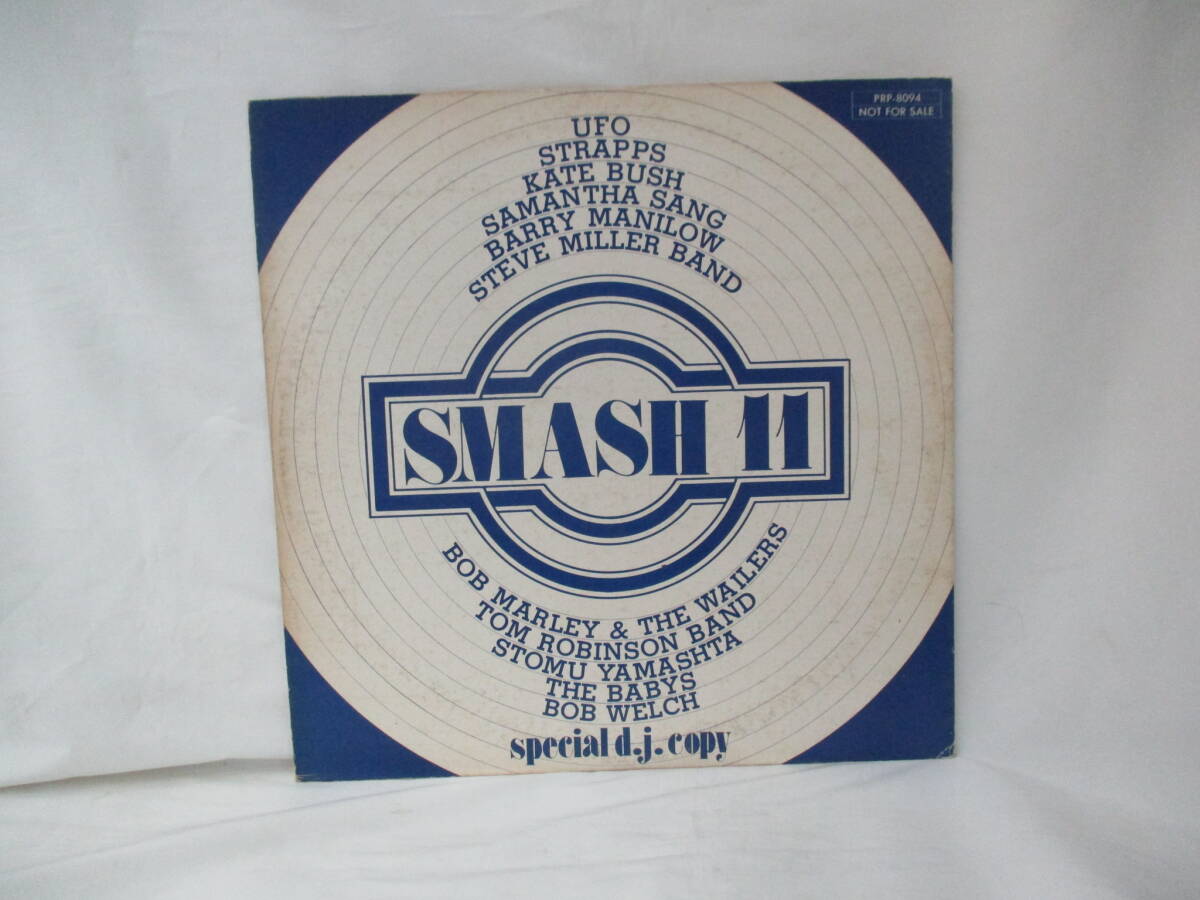 PRP-8094
NOT FOR SALE
UFO
STRAPPS
KATE BUSH
SAMANTHA SANG
BARRY MANILOW
STEVE MILLER BAND
SMASH 11
BOB MARLEY & THE WAILERS
TOM ROBINSON BAND
STOMU YAMASHTA
THE BABYS
BOB WELCH
special d.j. copy